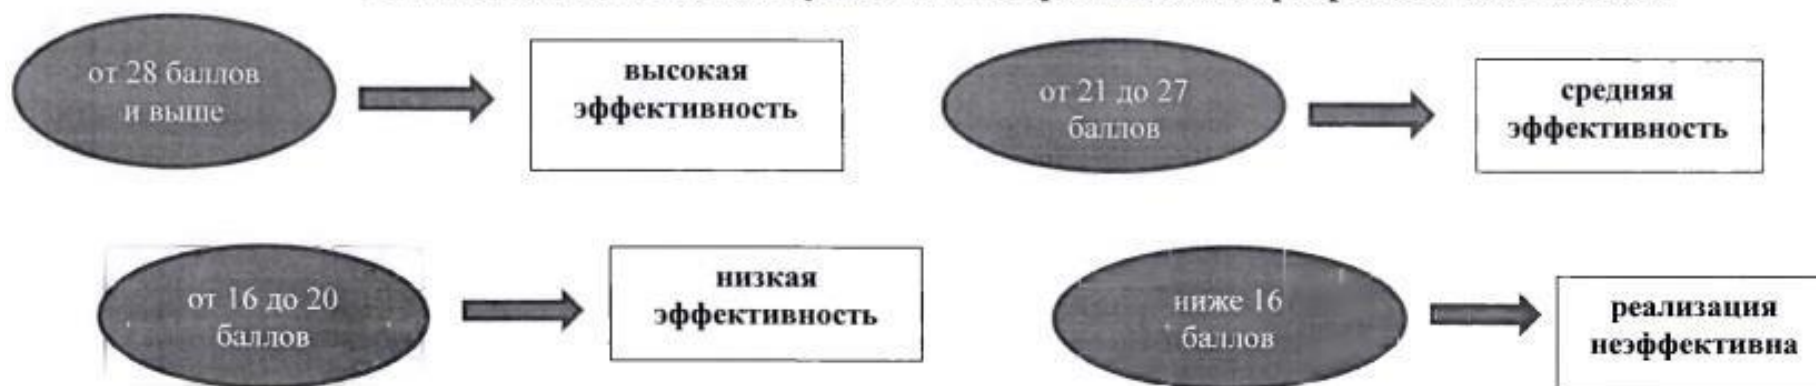 от 28 баллов
и выше
высокая
эффективность
от 21 до 27
баллов
средняя
эффективность
от 16 до 20
баллов
низкая
эффективность
ниже 16
баллов
реализация
неэффективна